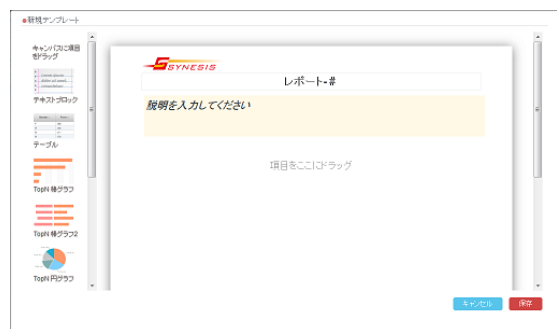 ●新規テンプレート
キャンバスに項目
をドラッグ
テキストブロック
テーブル
TopN 棒グラフ
TopN 棒グラフ2
TopN 円グラフ
SYNESIS
レポート-#
説明を入力してください
項目をここにドラッグ
キャンセル
保存